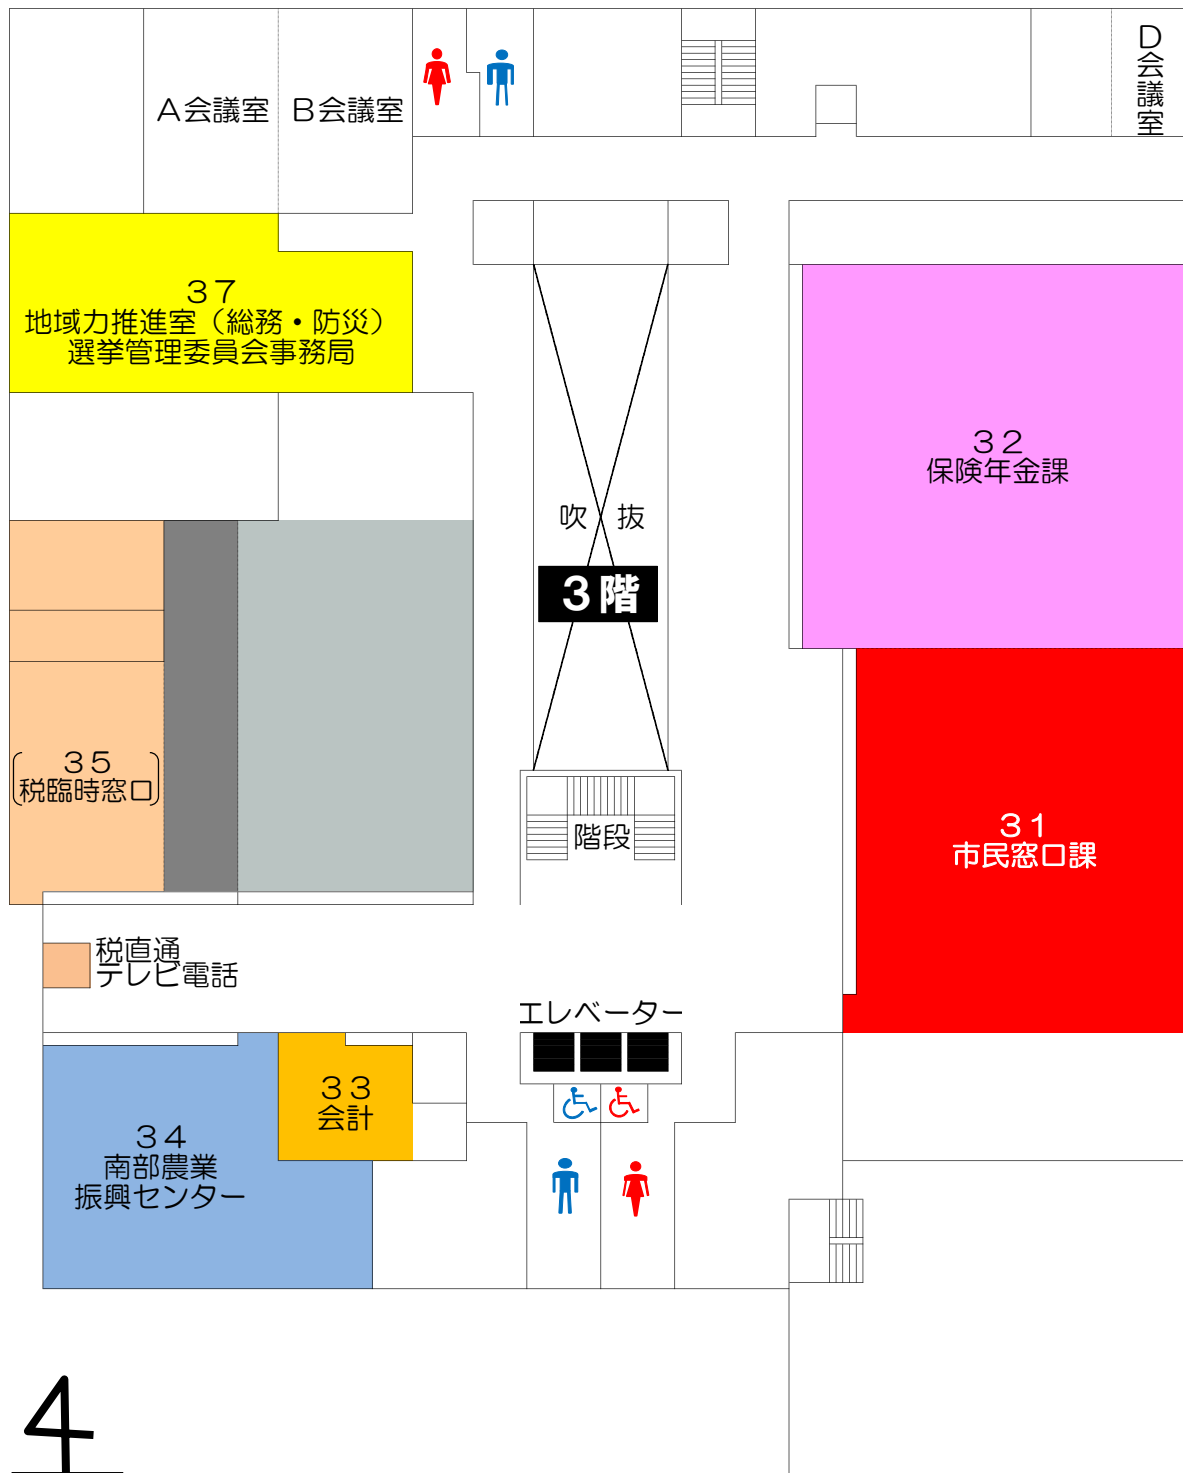 A会議室
B会議室
D会議室
37
地域力推進室（総務・防災）
選挙管理委員会事務局
32
保険年金課
吹 抜
3階
35
税臨時窓口
階段
31
市民窓口課
税直通
テレビ電話
エレベーター
33
会計
34
南部農業
振興センター
4